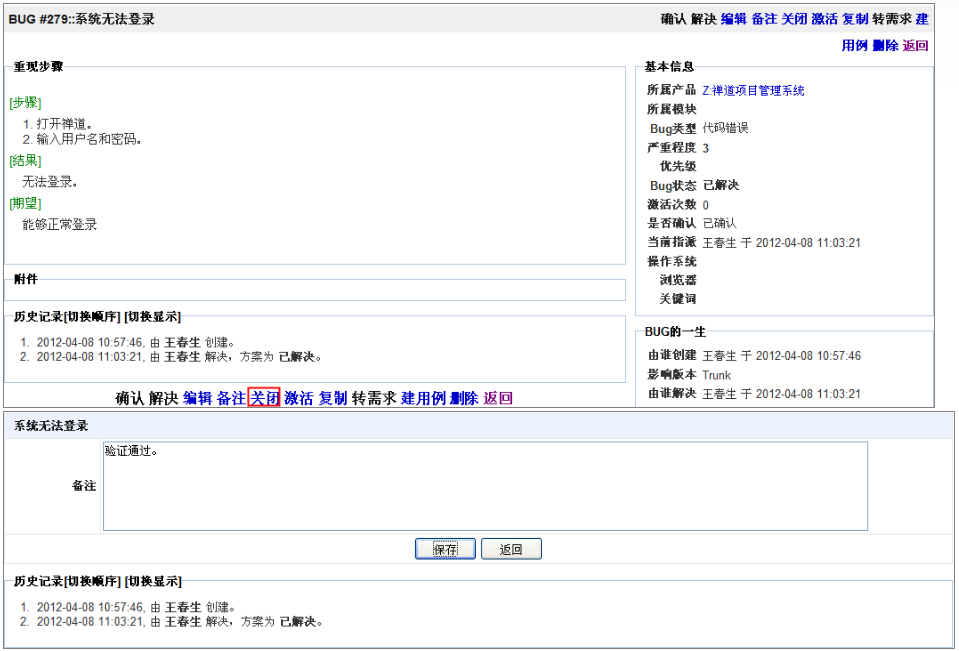 BUG #279::系统无法登录
确认 解决 编辑 备注 关闭 激活 复制 转需求 建
用例 删除 返回
重现步骤
[步骤]
1. 打开禅道。
2. 输入用户名和密码。
[结果]
无法登录。
[期望]
能够正常登录
附件
历史记录[切换顺序] [切换显示]
1. 2012-04-08 10:57:46, 由 王春生 创建。
2. 2012-04-08 11:03:21, 由 王春生 解决，方案为 已解决。
基本信息
所属产品 Z:禅道项目管理系统
所属模块
Bug类型 代码错误
严重程度 3
优先级
Bug状态 已解决
激活次数 0
是否确认 已确认
当前指派 王春生 于 2012-04-08 11:03:21
操作系统
浏览器
关键词
BUG的一生
由谁创建 王春生 于 2012-04-08 10:57:46
影响版本 Trunk
由谁解决 王春生 于 2012-04-08 11:03:21
确认 解决 编辑 备注 关闭 激活 复制 转需求 建用例 删除 返回
系统无法登录
备注
验证通过。
保存 返回
历史记录[切换顺序] [切换显示]
1. 2012-04-08 10:57:46, 由 王春生 创建。
2. 2012-04-08 11:03:21, 由 王春生 解决，方案为 已解决。